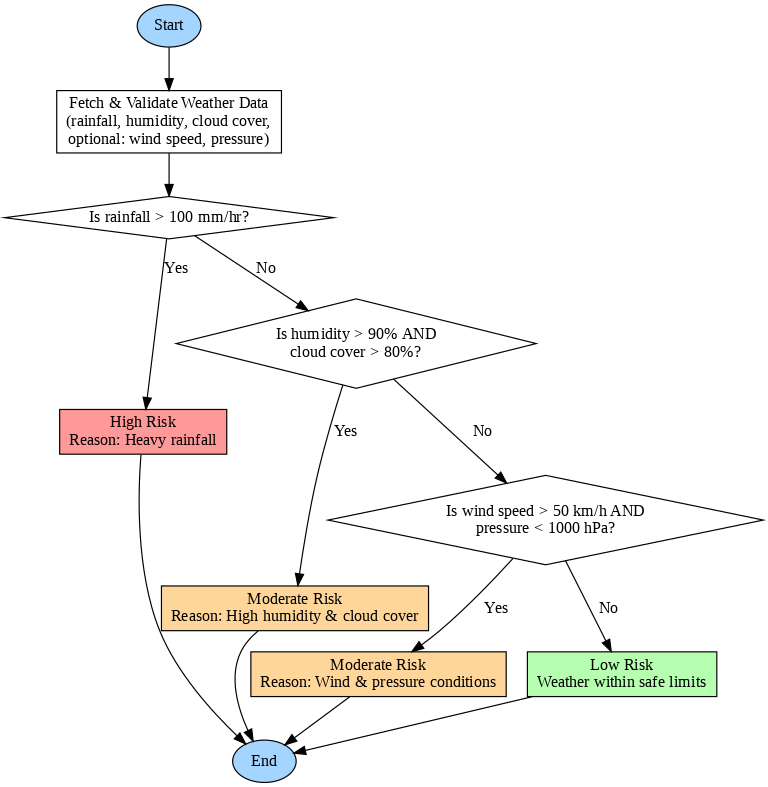 Start
Fetch & Validate Weather Data
(rainfall, humidity, cloud cover,
optional: wind speed, pressure)
Is rainfall > 100 mm/hr?
Yes
No
Is humidity > 90% AND
cloud cover > 80%?
High Risk
Reason: Heavy rainfall
Yes
No
Is wind speed > 50 km/h AND
pressure < 1000 hPa?
Moderate Risk
Reason: High humidity & cloud cover
Yes
No
Moderate Risk
Reason: Wind & pressure conditions
Low Risk
Weather within safe limits
End